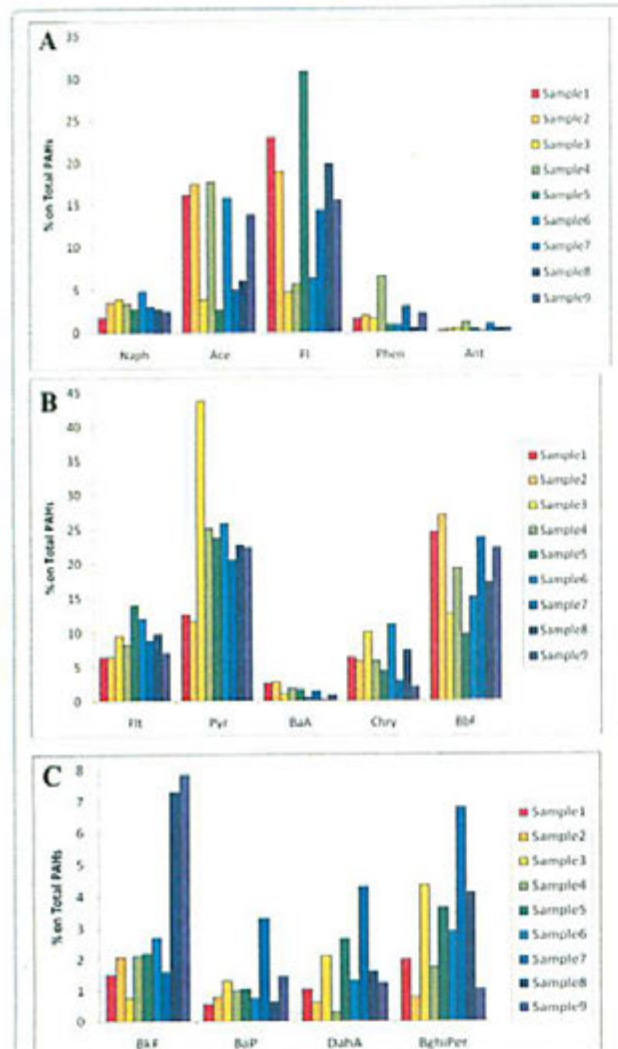 A
% on Total PAHs
35
30
25
20
15
10
5
0
Naph Ace Fl Phen Ant
Sample1
Sample2
Sample3
Sample4
Sample5
Sample6
Sample7
Sample8
Sample9
B
% on Total PAHs
45
40
35
30
25
20
15
10
5
0
Flt Pyr BaA Chry BbF
Sample1
Sample2
Sample3
Sample4
Sample5
Sample6
Sample7
Sample8
Sample9
C
% on Total PAHs
8
7
6
5
4
3
2
1
0
BkF BaP DahA BghiPer
Sample1
Sample2
Sample3
Sample4
Sample5
Sample6
Sample7
Sample8
Sample9